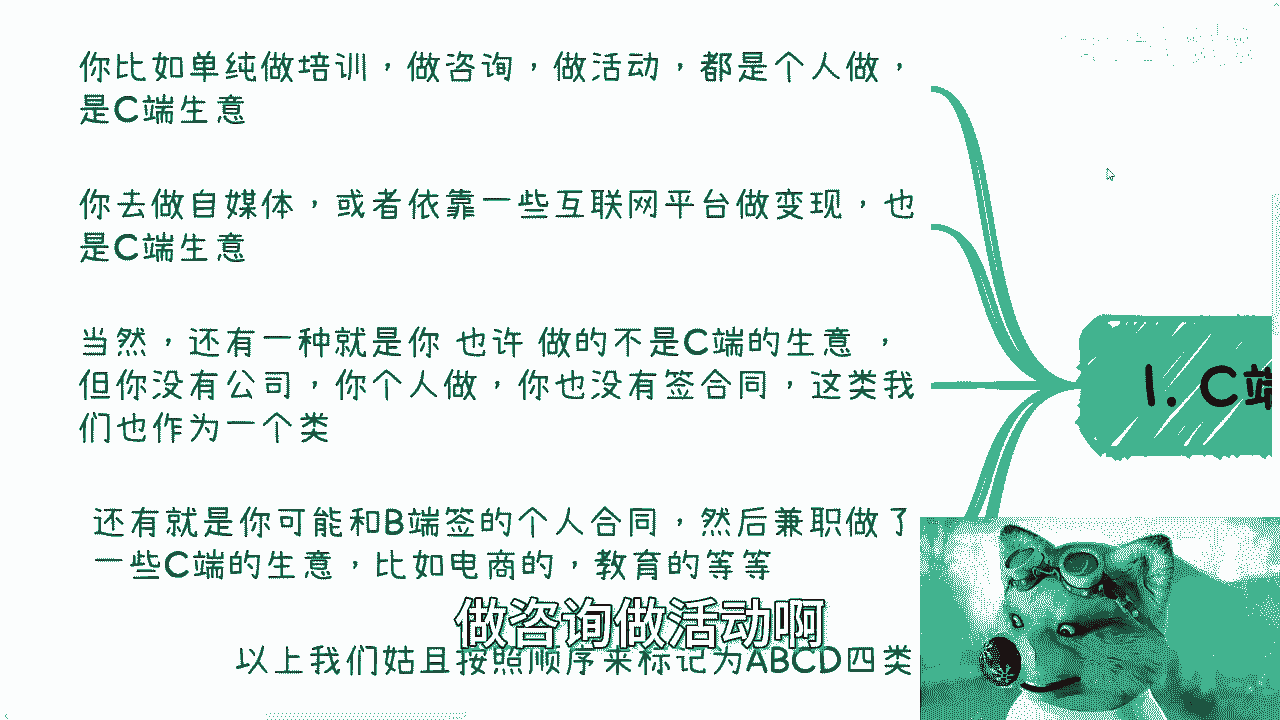 你比如单纯做培训，做咨询，做活动，都是个人做，
是C端生意
你去做自媒体，或者依靠一些互联网平台做变现，也
是C端生意
当然，还有一种就是你 也许 做的不是C端的生意 ，
但你没有公司，你个人做，你也没有签合同，这类我
们也作为一个类
1. C端
还有就是你可能和B端签的个人合同，然后兼职做了
一些C端的生意，比如电商的，教育的等等
做咨询做活动啊
以上我们姑且按照顺序来标记为ABCD四类